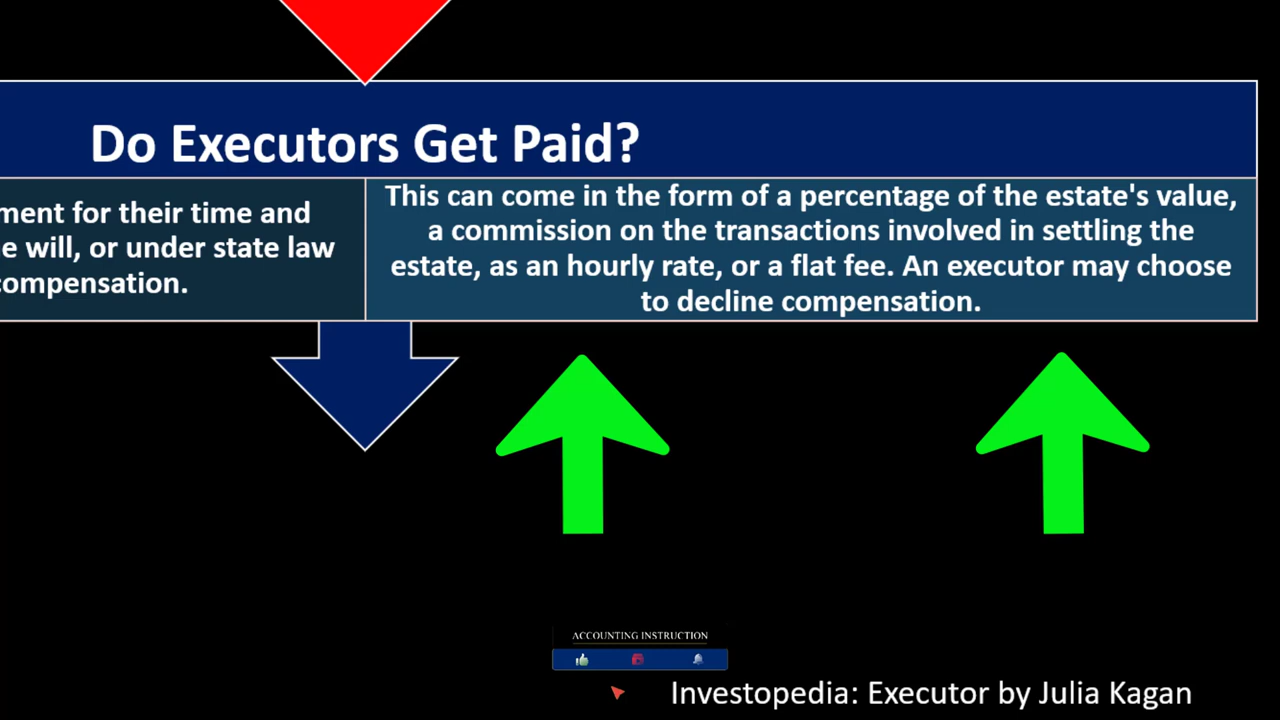 Do Executors Get Paid?
ment for their time and
e will, or under state law
compensation.
This can come in the form of a percentage of the estate's value,
a commission on the transactions involved in settling the
estate, as an hourly rate, or a flat fee. An executor may choose
to decline compensation.
ACCOUNTING INSTRUCTION
Investopedia: Executor by Julia Kagan